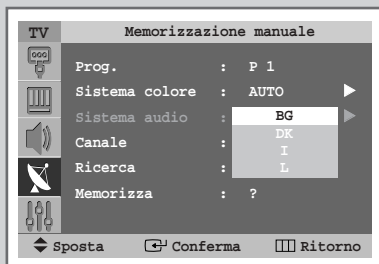 TV Memorizzazione manuale
Prog. : P 1
Sistema colore : AUTO
Sistema audio : BG
DK
I
L
Canale :
Ricerca :
Memorizza : ?
Sposta Conferma Ritorno